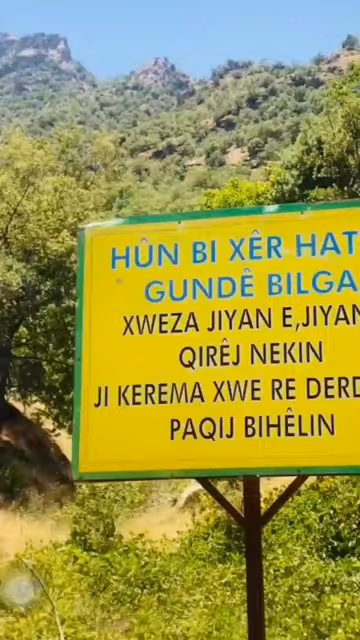 HÛN BI XÊR HAT
GUNDÊ BILGA
XWEZA JIYAN E,JIYAN
QIRÊJ NEKIN
JI KEREMA XWE RE DERD
PAQIJ BIHÊLIN